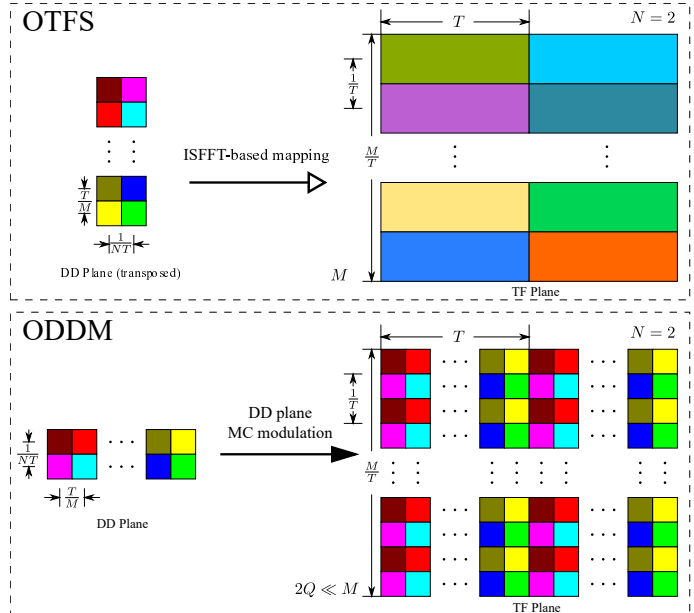 OTFS
T
N = 2
1/T
ISFFT-based mapping
M/T
T/M
1/NT
DD Plane (transposed)
M
TF Plane
ODDM
T
N = 2
1/T
DD plane
MC modulation
1/NT
M/T
T/M
DD Plane
2Q ≪ M
TF Plane